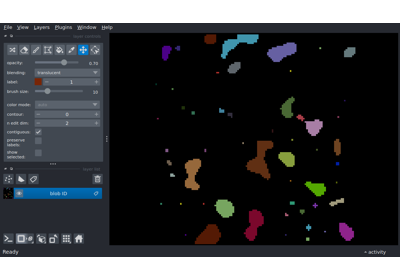 File View Layers Plugins Window Help
opacity: 0.70
blending: translucent
label: 1
brush size: 10
color mode:
contour: 0
n edit dim: 2
contiguous:
preserve
labels:
show
selected:
blob ID
Ready
activity